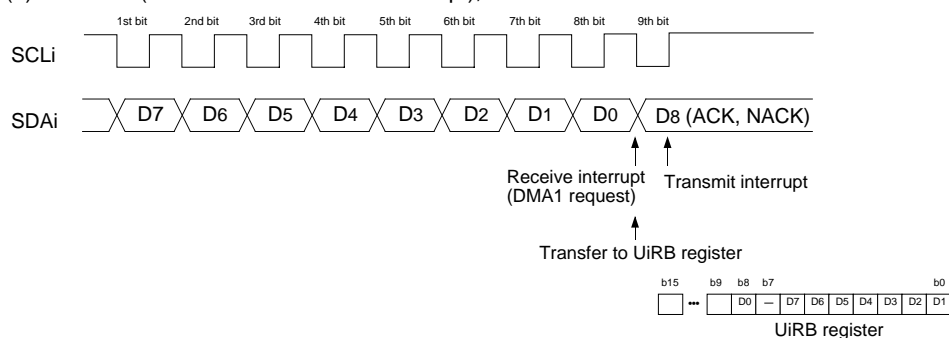 1st bit 2nd bit 3rd bit 4th bit 5th bit 6th bit 7th bit 8th bit 9th bit
SCLi
SDAi D7 D6 D5 D4 D3 D2 D1 D0 D8 (ACK, NACK)
Receive interrupt Transmit interrupt
(DMA1 request)
Transfer to UiRB register
b15 b9 b8 b7 b0
••• D0 — D7 D6 D5 D4 D3 D2 D1
UiRB register